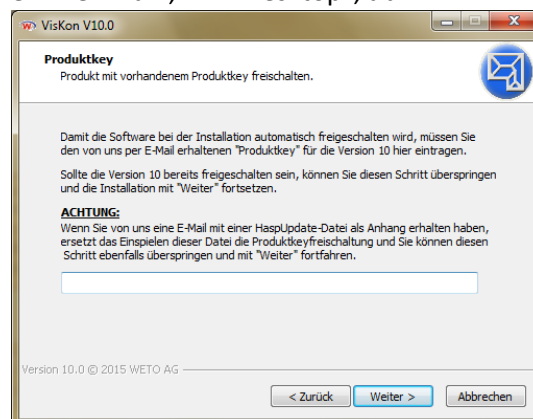 VisKon V10.0
Produktkey
Produkt mit vorhandenem Produktkey freischalten.
Damit die Software bei der Installation automatisch freigeschalten wird, müssen Sie
den von uns per E-Mail erhaltenen "Produktkey" für die Version 10 hier eintragen.
Sollte die Version 10 bereits freigeschalten sein, können Sie diesen Schritt überspringen
und die Installation mit "Weiter" fortsetzen.
ACHTUNG:
Wenn Sie von uns eine E-Mail mit einer HaspUpdate-Datei als Anhang erhalten haben,
ersetzt das Einspielen dieser Datei die Produktkeyfreischaltung und Sie können diesen
Schritt ebenfalls überspringen und mit "Weiter" fortfahren.
Version 10.0 © 2015 WETO AG
< Zurück Weiter > Abbrechen